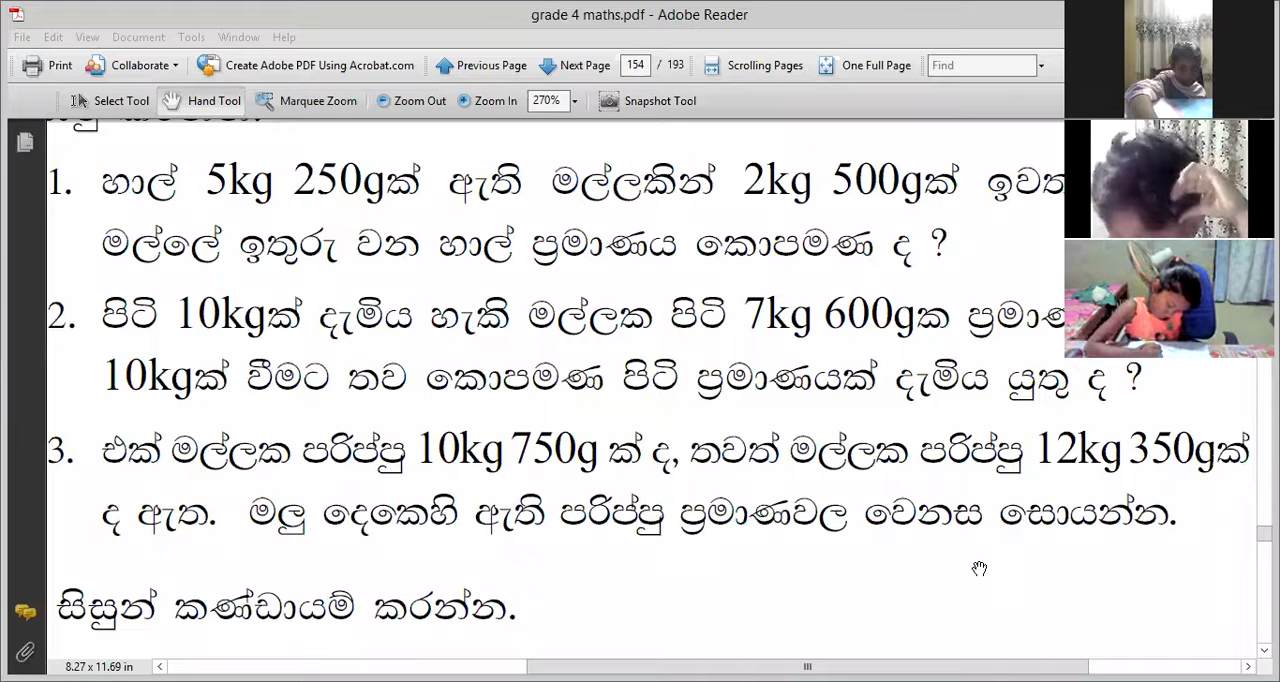 grade 4 maths.pdf - Adobe Reader
File Edit View Document Tools Window Help
Print Collaborate Create Adobe PDF Using Acrobat.com Previous Page Next Page 154 / 193 Scrolling Pages One Full Page Find
Select Tool Hand Tool Marquee Zoom Zoom Out Zoom In 270% Snapshot Tool
1. හාල් 5kg 250gක් ඇති මල්ලකින් 2kg 500gක්
මල්ලේ ඉතුරු වන හාල් ප්‍රමාණය කොපමණ ද ?
2. පිටි 10kgක් දැමිය හැකි මල්ලක පිටි 7kg 600gක
10kgක් වීමට තව කොපමණ පිටි ප්‍රමාණයක් දැමිය යුතු ද ?
3. එක් මල්ලක පරිප්පු 10kg 750g ක් ද, තවත් මල්ලක පරිප්පු 12kg 350gක්
ද ඇත. මලු දෙකෙහි ඇති පරිප්පු ප්‍රමාණවල වෙනස සොයන්න.
සිසුන් කණ්ඩායම් කරන්න.
8.27 x 11.69 in